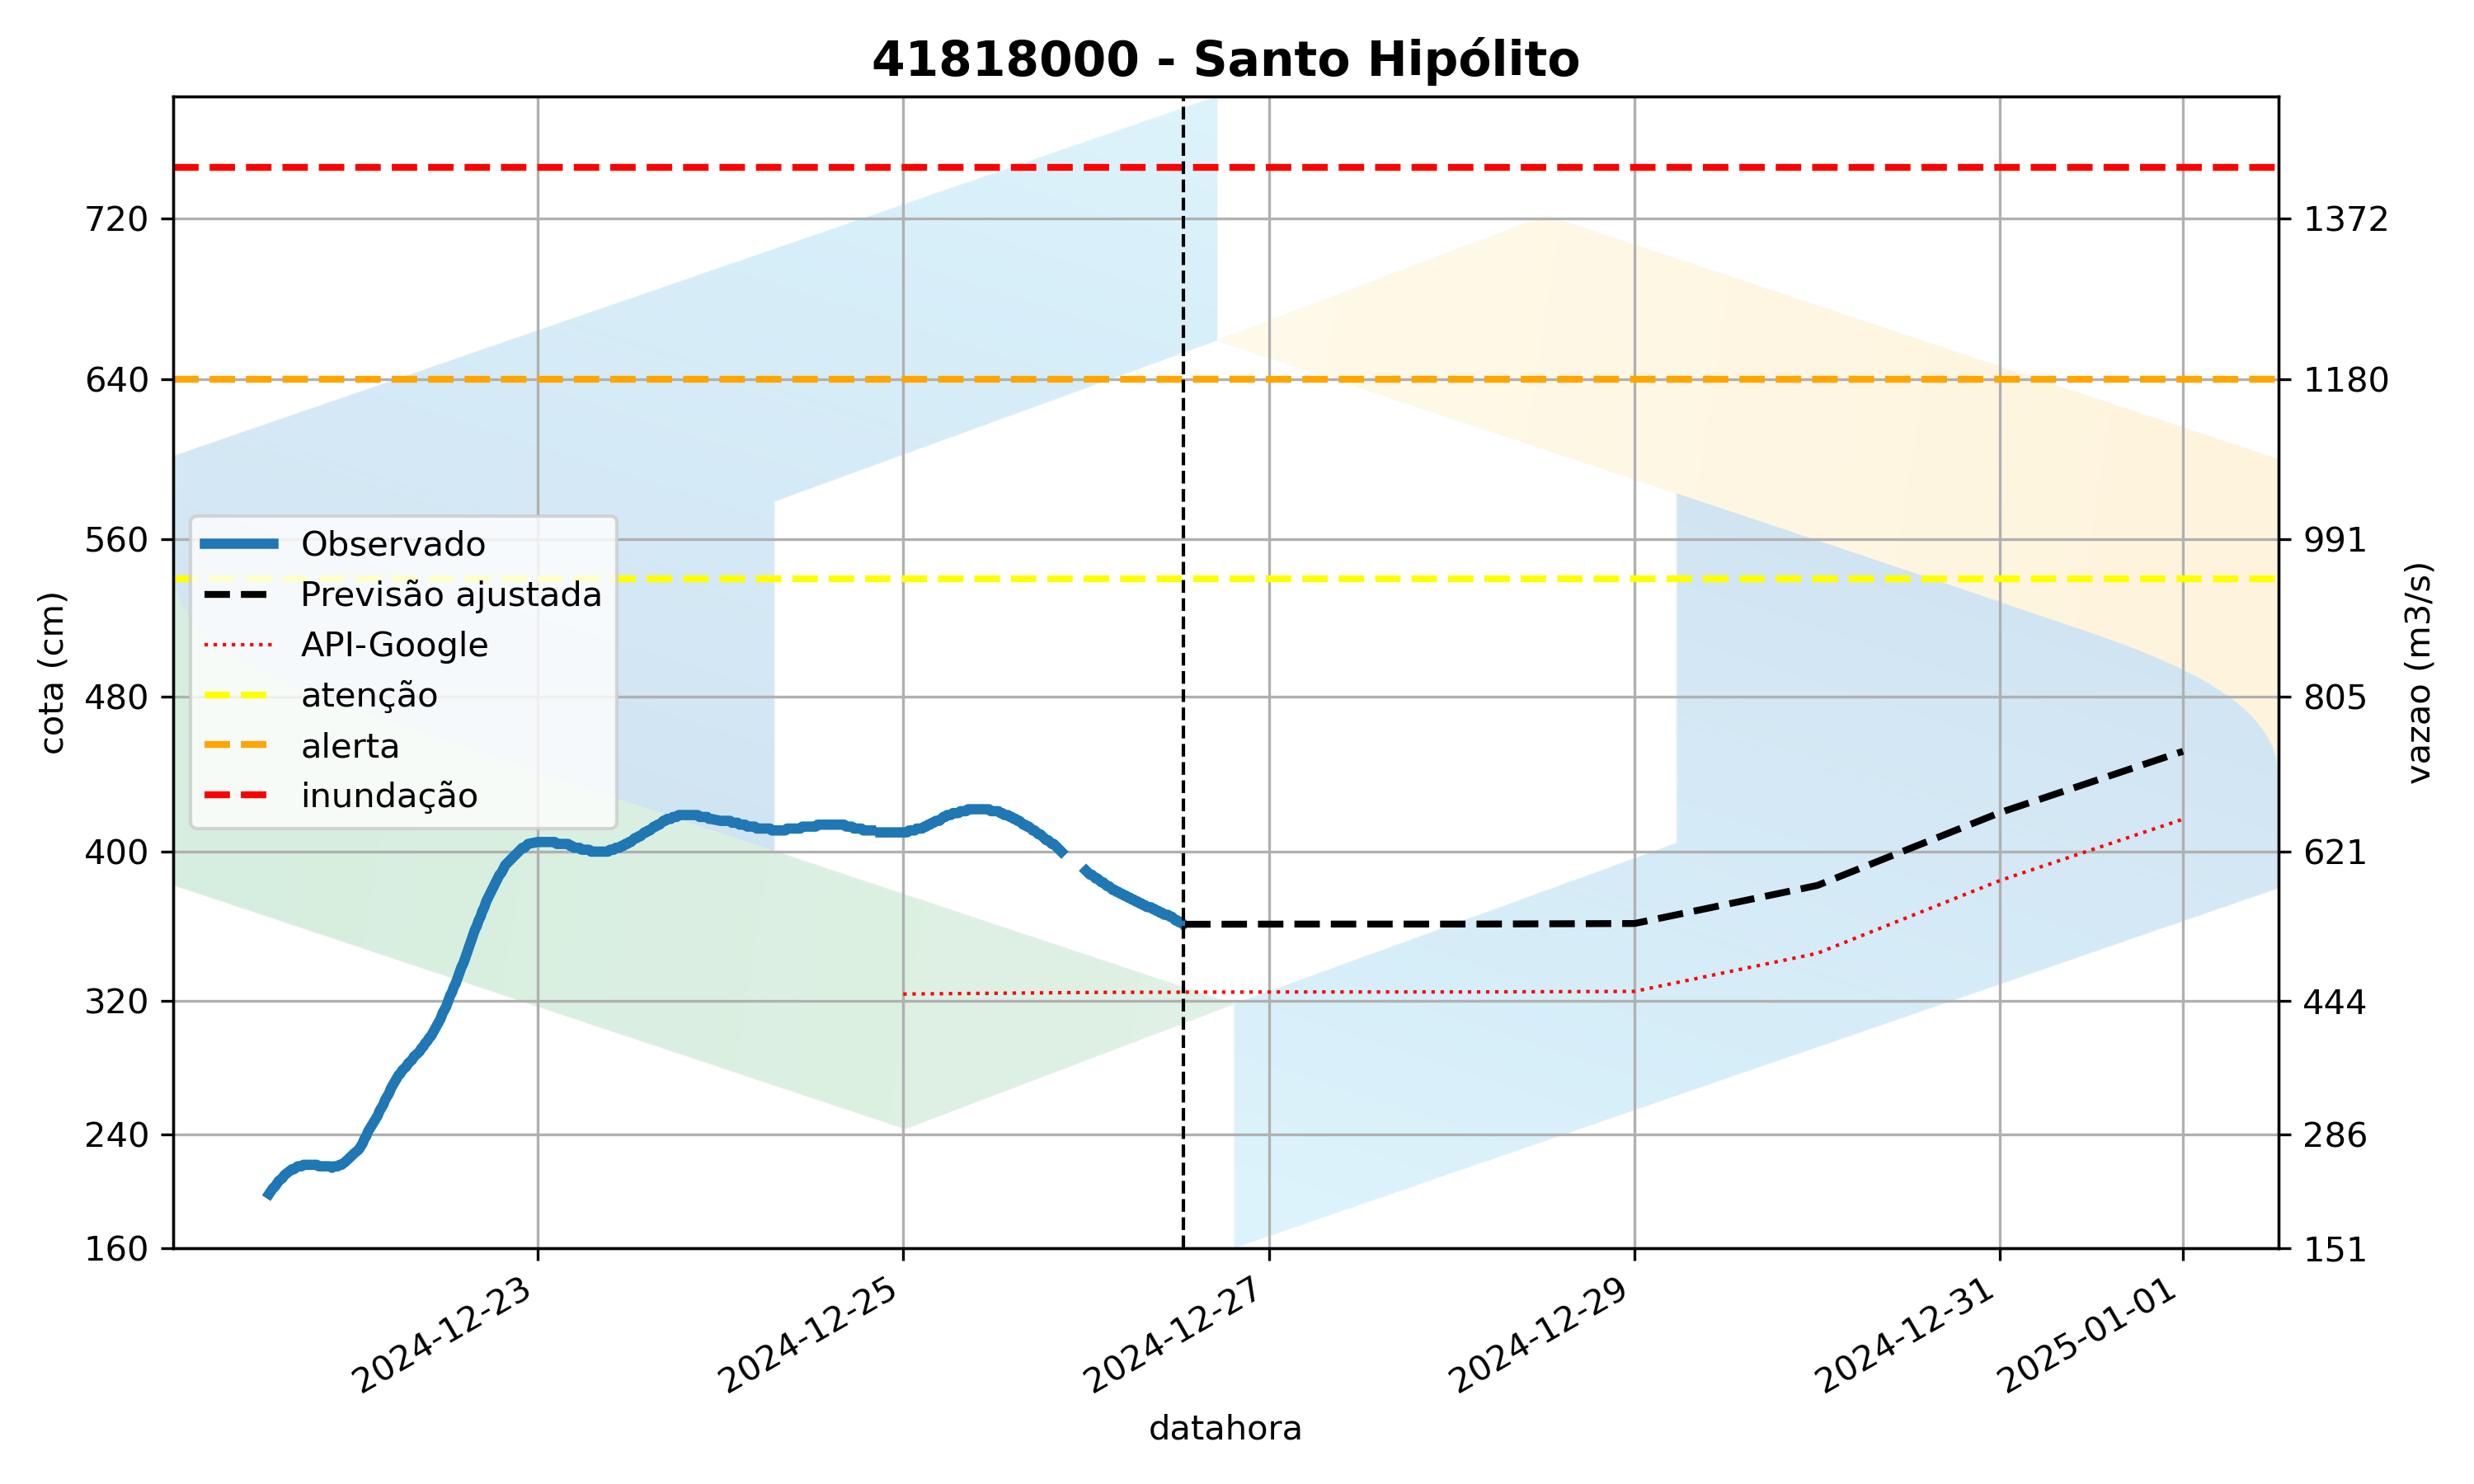 41818000 - Santo Hipólito
cota (cm)
720
640
560
480
400
320
240
160
Observado
Previsão ajustada
API-Google
atenção
alerta
inundação
1372
1180
991
805
621
444
286
151
vazao (m3/s)
2024-12-23
2024-12-25
2024-12-27
2024-12-29
2024-12-31
2025-01-01
datahora